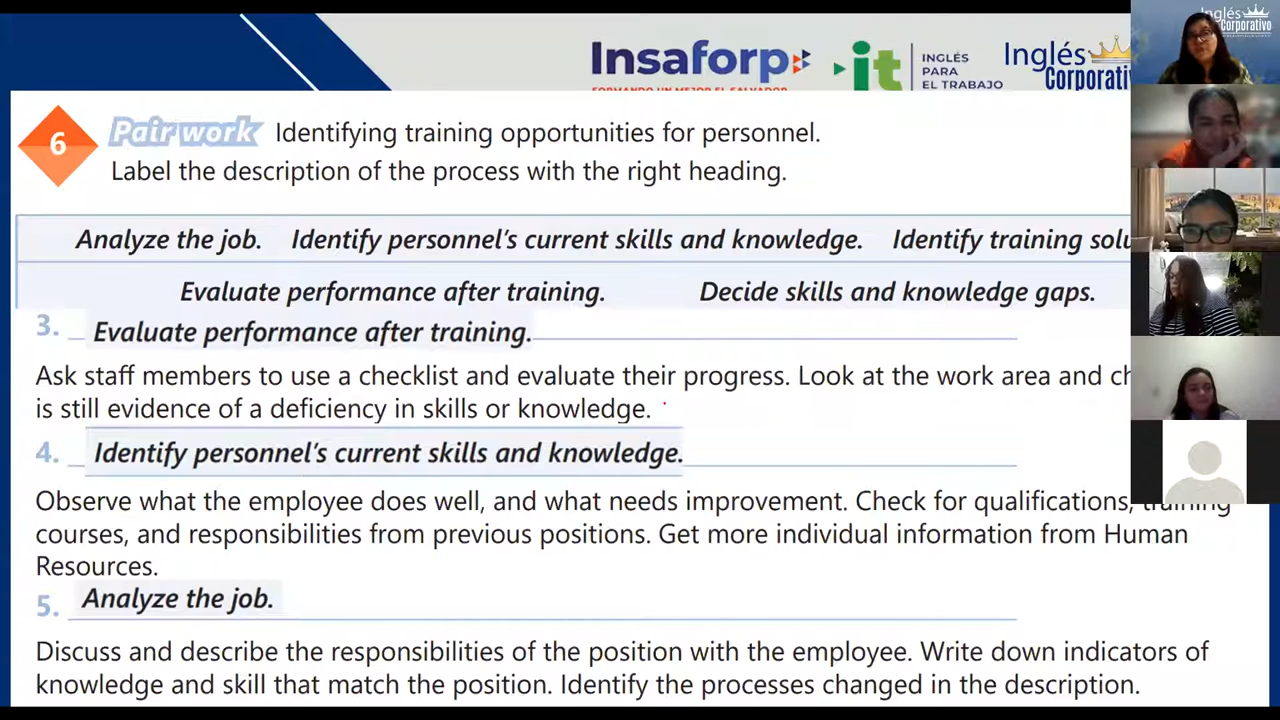 Insaforp
FORMANDO UN MEJOR EL SALVADOR
it
INGLÉS
PARA
EL TRABAJO
Inglés
Corporativ
Inglés
Corporativo
6
Pair work Identifying training opportunities for personnel.
Label the description of the process with the right heading.
Analyze the job. Identify personnel's current skills and knowledge. Identify training solu
Evaluate performance after training. Decide skills and knowledge gaps.
3. Evaluate performance after training.
Ask staff members to use a checklist and evaluate their progress. Look at the work area and ch
is still evidence of a deficiency in skills or knowledge.
4. Identify personnel's current skills and knowledge.
Observe what the employee does well, and what needs improvement. Check for qualifications, training
courses, and responsibilities from previous positions. Get more individual information from Human
Resources.
5. Analyze the job.
Discuss and describe the responsibilities of the position with the employee. Write down indicators of
knowledge and skill that match the position. Identify the processes changed in the description.